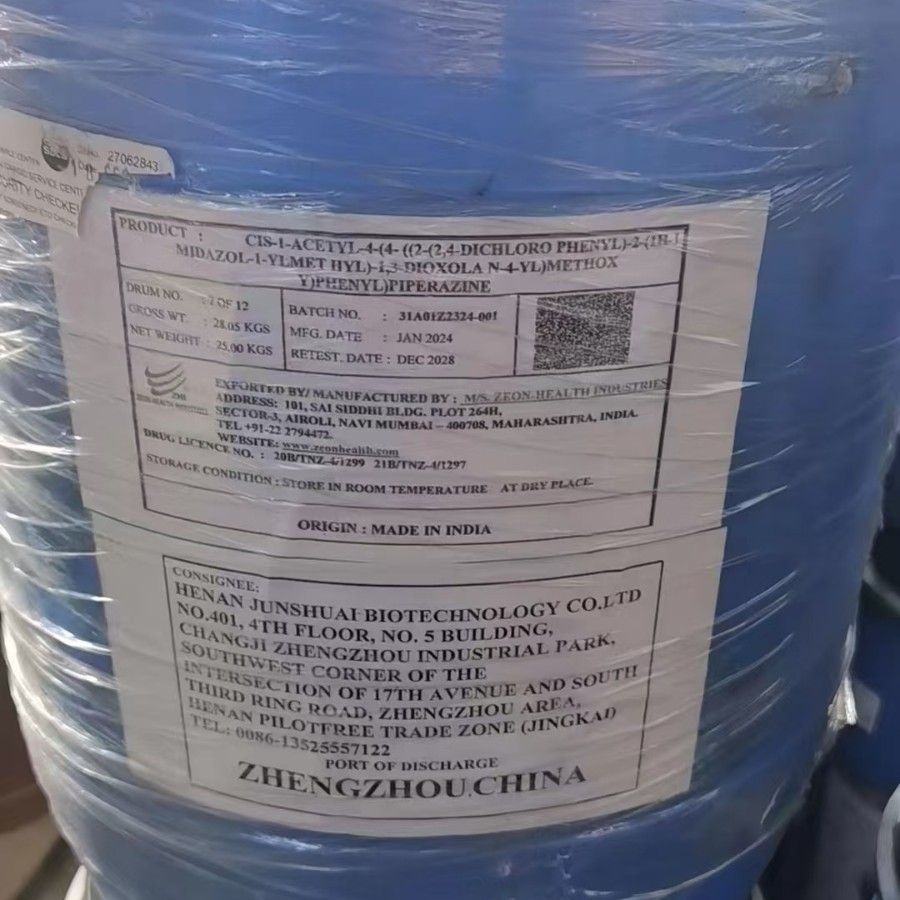 27062843
CARGO SERVICE CENT
URITY CHECKE
PRODUCT : CIS-1-ACETYL-4-(4- ((2-(2,4-DICHLORO PHENYL)-2-(1H-I
MIDAZOL-1-YLMET HYL)-1,3-DIOXOLA N-4-YL)METHOX
Y)PHENYL)PIPERAZINE
DRUM NO. : OF 12
GROSS WT. : 28.05 KGS
NET WEIGHT : 25.00 KGS
BATCH NO. : 31A01Z2324-001
MFG. DATE : JAN 2024
RETEST. DATE : DEC 2028
ZHI
EXPORTED BY/ MANUFACTURED BY : M/S. ZEON-HEALTH INDUSTRIES
ADDRESS: 101, SAI SIDDHI BLDG. PLOT 264H,
SECTOR-3, AIROLI, NAVI MUMBAI – 400708, MAHARASHTRA, INDIA.
TEL +91-22 2794472.
WEBSITE: www.zeonhealth.com
DRUG LICENCE NO. : 20B/TNZ-4/1299 21B/TNZ-4/1297
STORAGE CONDITION : STORE IN ROOM TEMPERATURE AT DRY PLACE.
ORIGIN : MADE IN INDIA
CONSIGNEE:
HENAN JUNSHUAI BIOTECHNOLOGY CO.LTD
NO.401, 4TH FLOOR, NO. 5 BUILDING,
CHANGJI ZHENGZHOU INDUSTRIAL PARK,
SOUTHWEST CORNER OF THE
INTERSECTION OF 17TH AVENUE AND SOUTH
THIRD RING ROAD, ZHENGZHOU AREA,
HENAN PILOTFREE TRADE ZONE (JINGKAI)
TEL: 0086-13525557122
PORT OF DISCHARGE
ZHENGZHOU,CHINA